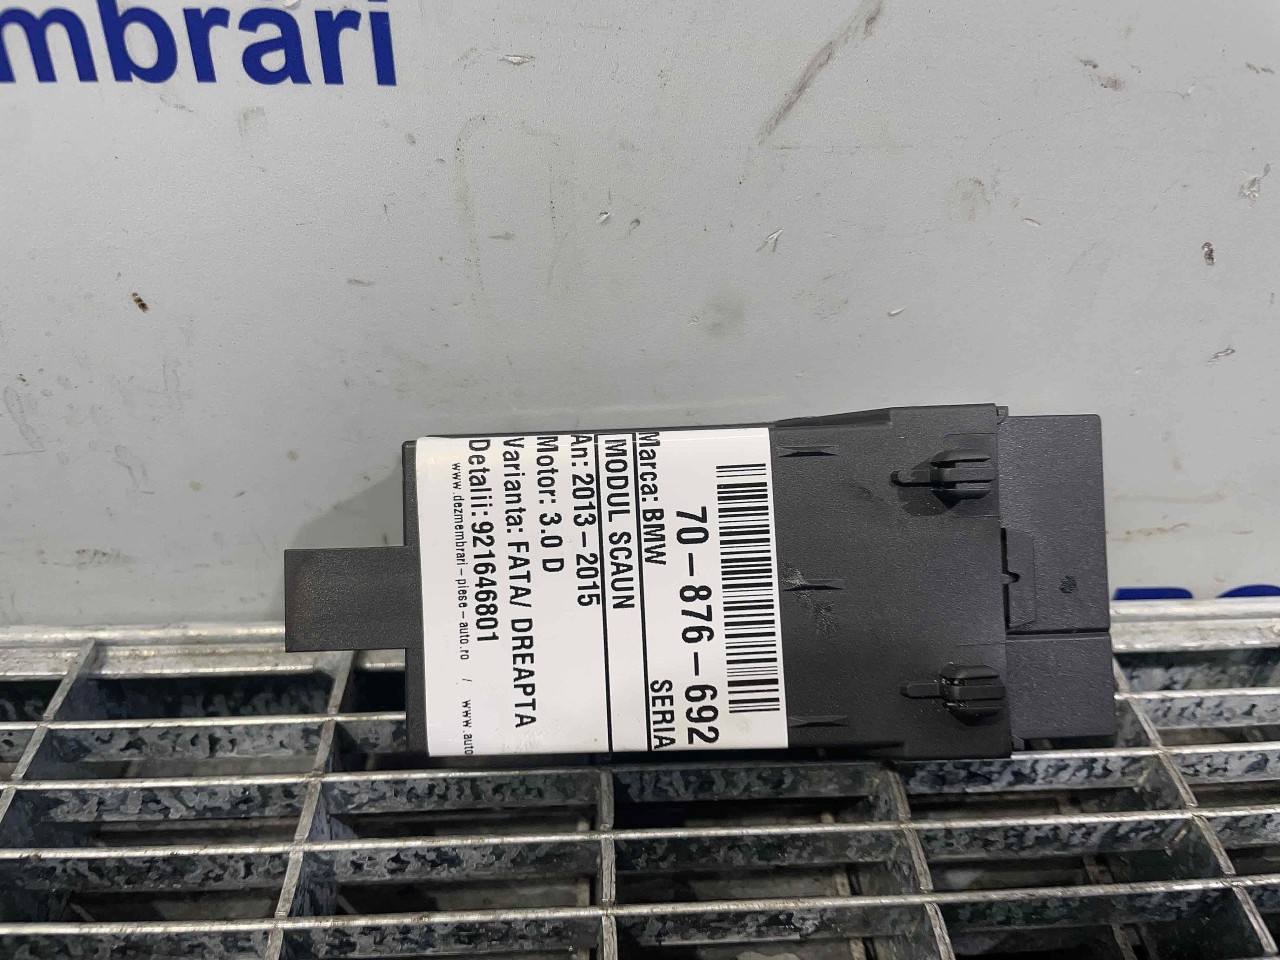 mbrari
70-876-692
Marca: BMW SERIA
MODUL SCAUN
An: 2013-2015
Motor: 3.0 D
Varianta: FATA/ DREAPTA
Detalii: 921646801
www.dezmembrari-piese-auto.ro / www.auto